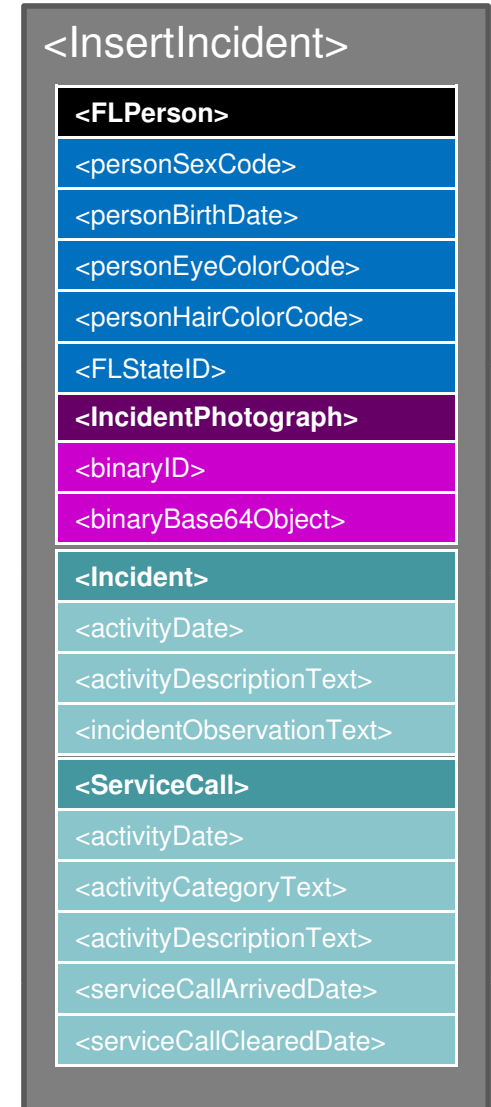 <InsertIncident>
<FLPerson>
<personSexCode>
<personBirthDate>
<personEyeColorCode>
<personHairColorCode>
<FLStateID>
<IncidentPhotograph>
<binaryID>
<binaryBase64Object>
<Incident>
<activityDate>
<activityDescriptionText>
<incidentObservationText>
<ServiceCall>
<activityDate>
<activityCategoryText>
<activityDescriptionText>
<serviceCallArrivedDate>
<serviceCallClearedDate>